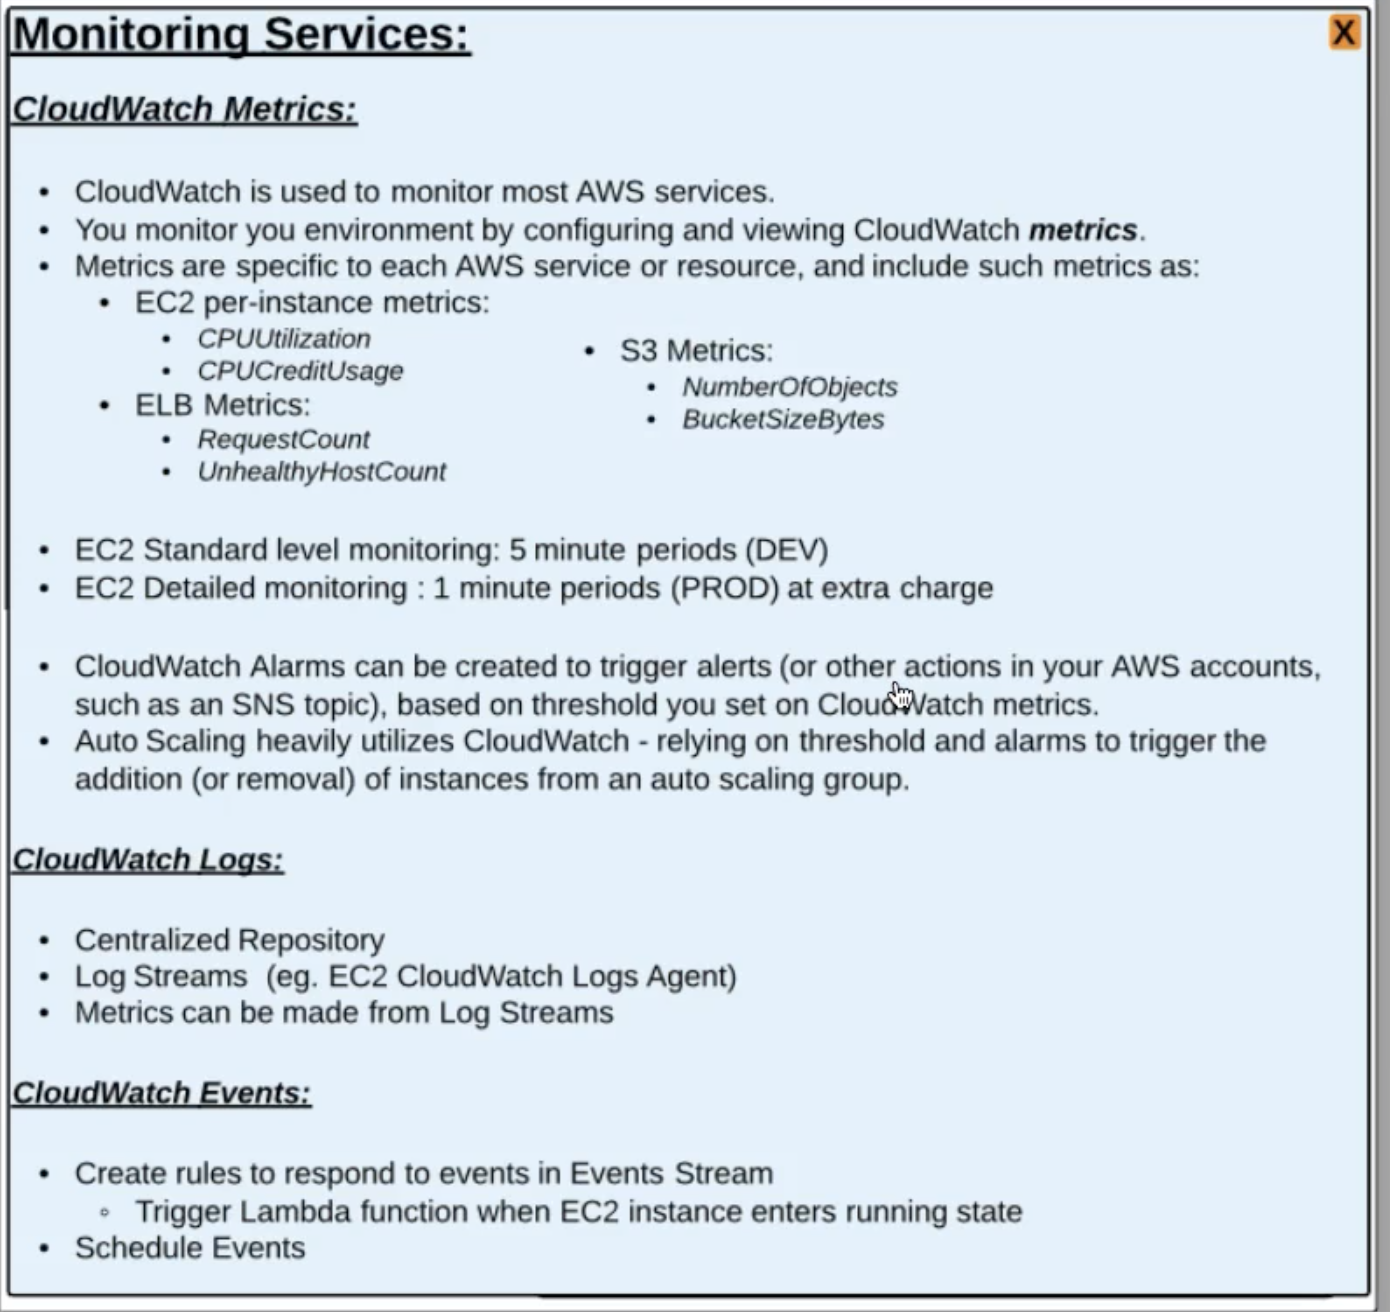 Monitoring Services:
X
CloudWatch Metrics:
• CloudWatch is used to monitor most AWS services.
• You monitor you environment by configuring and viewing CloudWatch metrics.
• Metrics are specific to each AWS service or resource, and include such metrics as:
• EC2 per-instance metrics:
• CPUUtilization
• CPUCreditUsage
• ELB Metrics:
• RequestCount
• UnhealthyHostCount
• S3 Metrics:
• NumberOfObjects
• BucketSizeBytes
• EC2 Standard level monitoring: 5 minute periods (DEV)
• EC2 Detailed monitoring : 1 minute periods (PROD) at extra charge
• CloudWatch Alarms can be created to trigger alerts (or other actions in your AWS accounts,
such as an SNS topic), based on threshold you set on CloudWatch metrics.
• Auto Scaling heavily utilizes CloudWatch - relying on threshold and alarms to trigger the
addition (or removal) of instances from an auto scaling group.
CloudWatch Logs:
• Centralized Repository
• Log Streams (eg. EC2 CloudWatch Logs Agent)
• Metrics can be made from Log Streams
CloudWatch Events:
• Create rules to respond to events in Events Stream
◦ Trigger Lambda function when EC2 instance enters running state
• Schedule Events